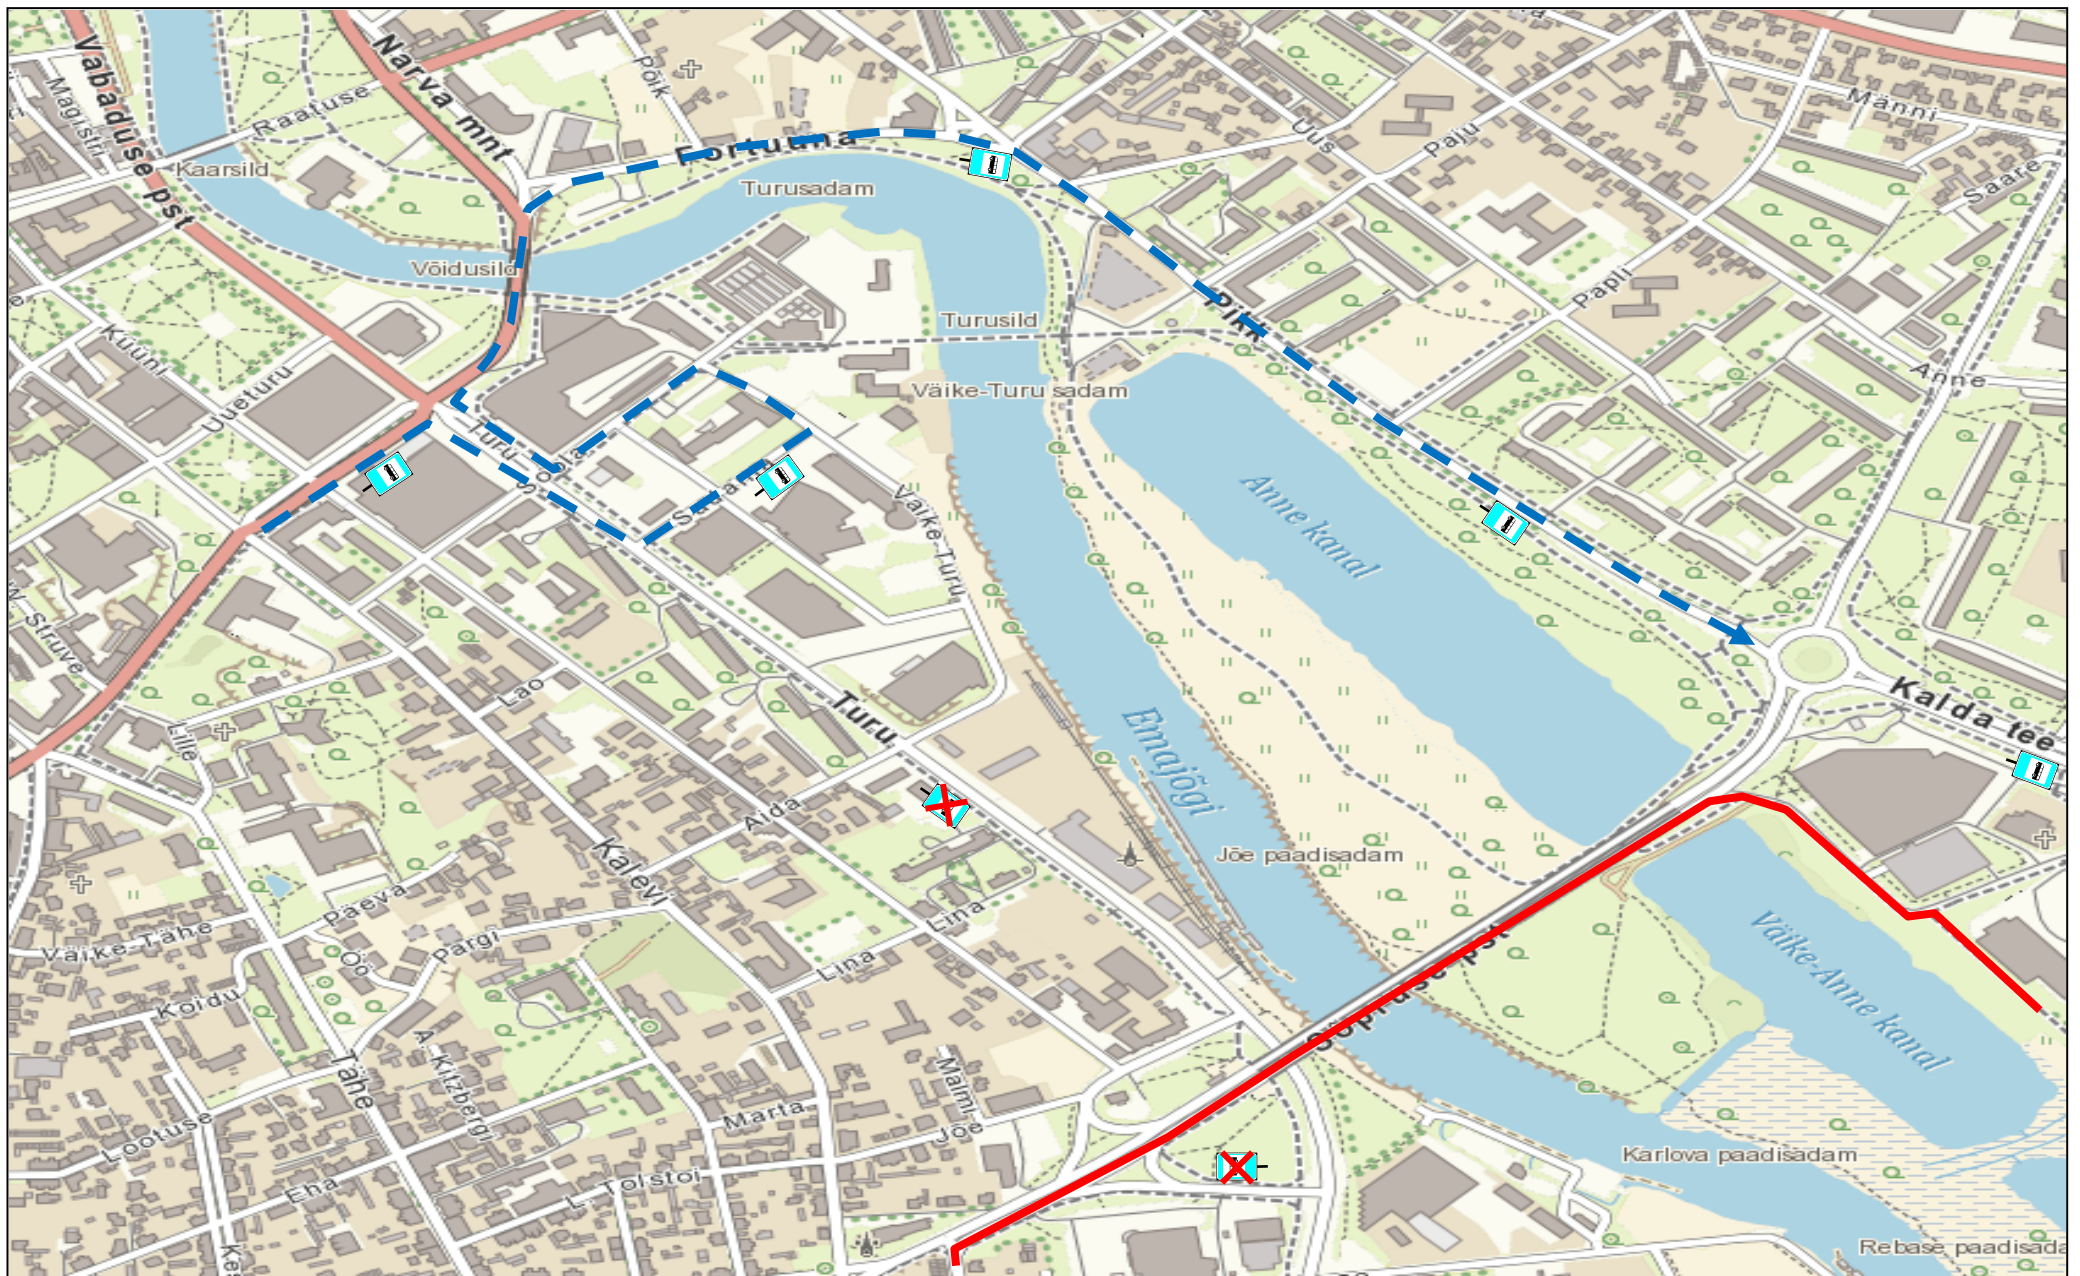 Vabaduse pst
Magistri
Raatuse
Kaarsild
Narva mnt
Põik
Fortuuna
Turusadam
Võidusild
Uus
Paju
Männi
Saare
Papli
Pikk
Anne
Küüni
Uueturu
Turu
Soola
Sadama
Turusild
Väike-Turu sadam
Väike-Turu
Anne kanal
W. Struve
Lille
Lao
Turu
Aida
Kalevi
Emajõgi
Jõe paadisadam
Kalda tee
Sõpruse pst
Väike-Anne kanal
Päeva
Väike-Tähe
Öö
Pargi
Koidu
Lina
Lina
Tähe
A. Kitzbergi
Lootuse
Eha
Marta
Malmi
Jõe
L. Tolstoi
Karlova paadisadam